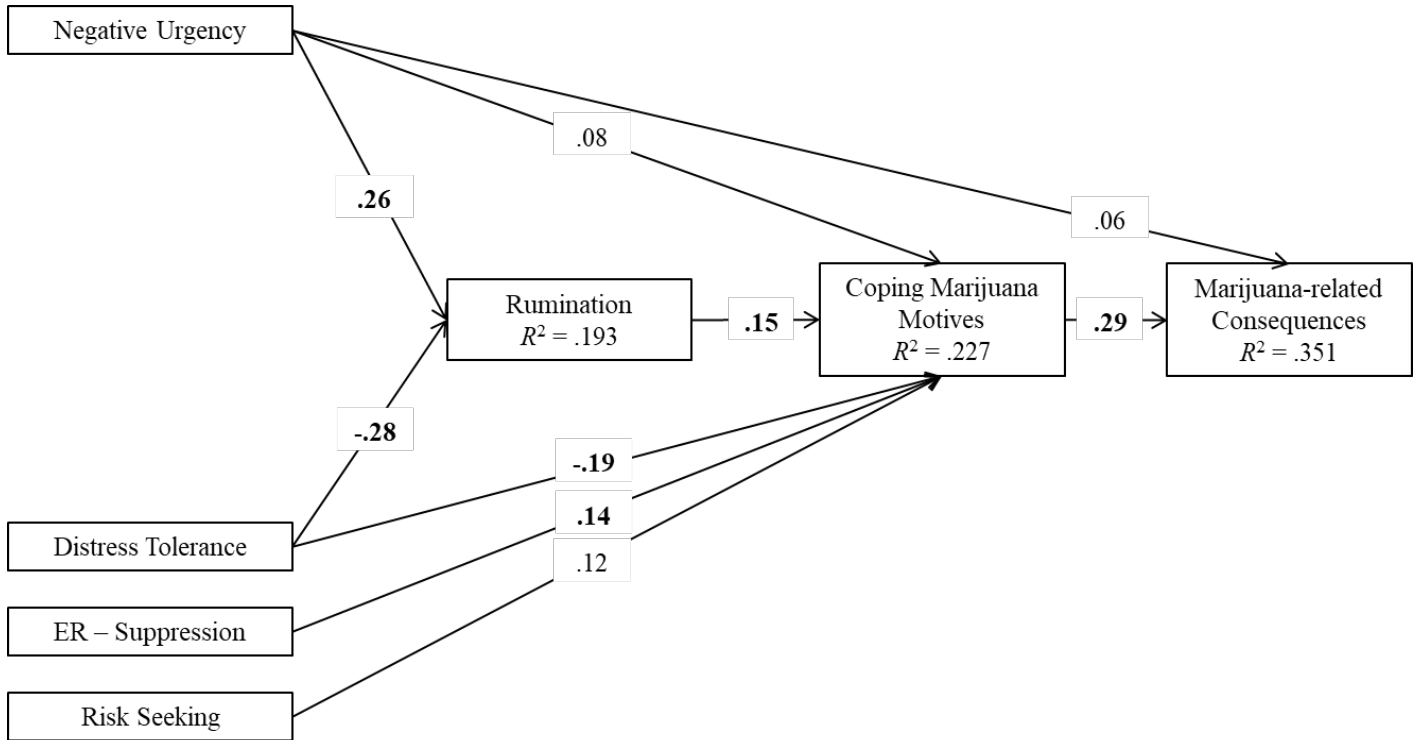 Negative Urgency
.08
.26
.06
Rumination
R² = .193
.15
Coping Marijuana
Motives
R² = .227
.29
Marijuana-related
Consequences
R² = .351
-.28
-.19
.14
.12
Distress Tolerance
ER – Suppression
Risk Seeking